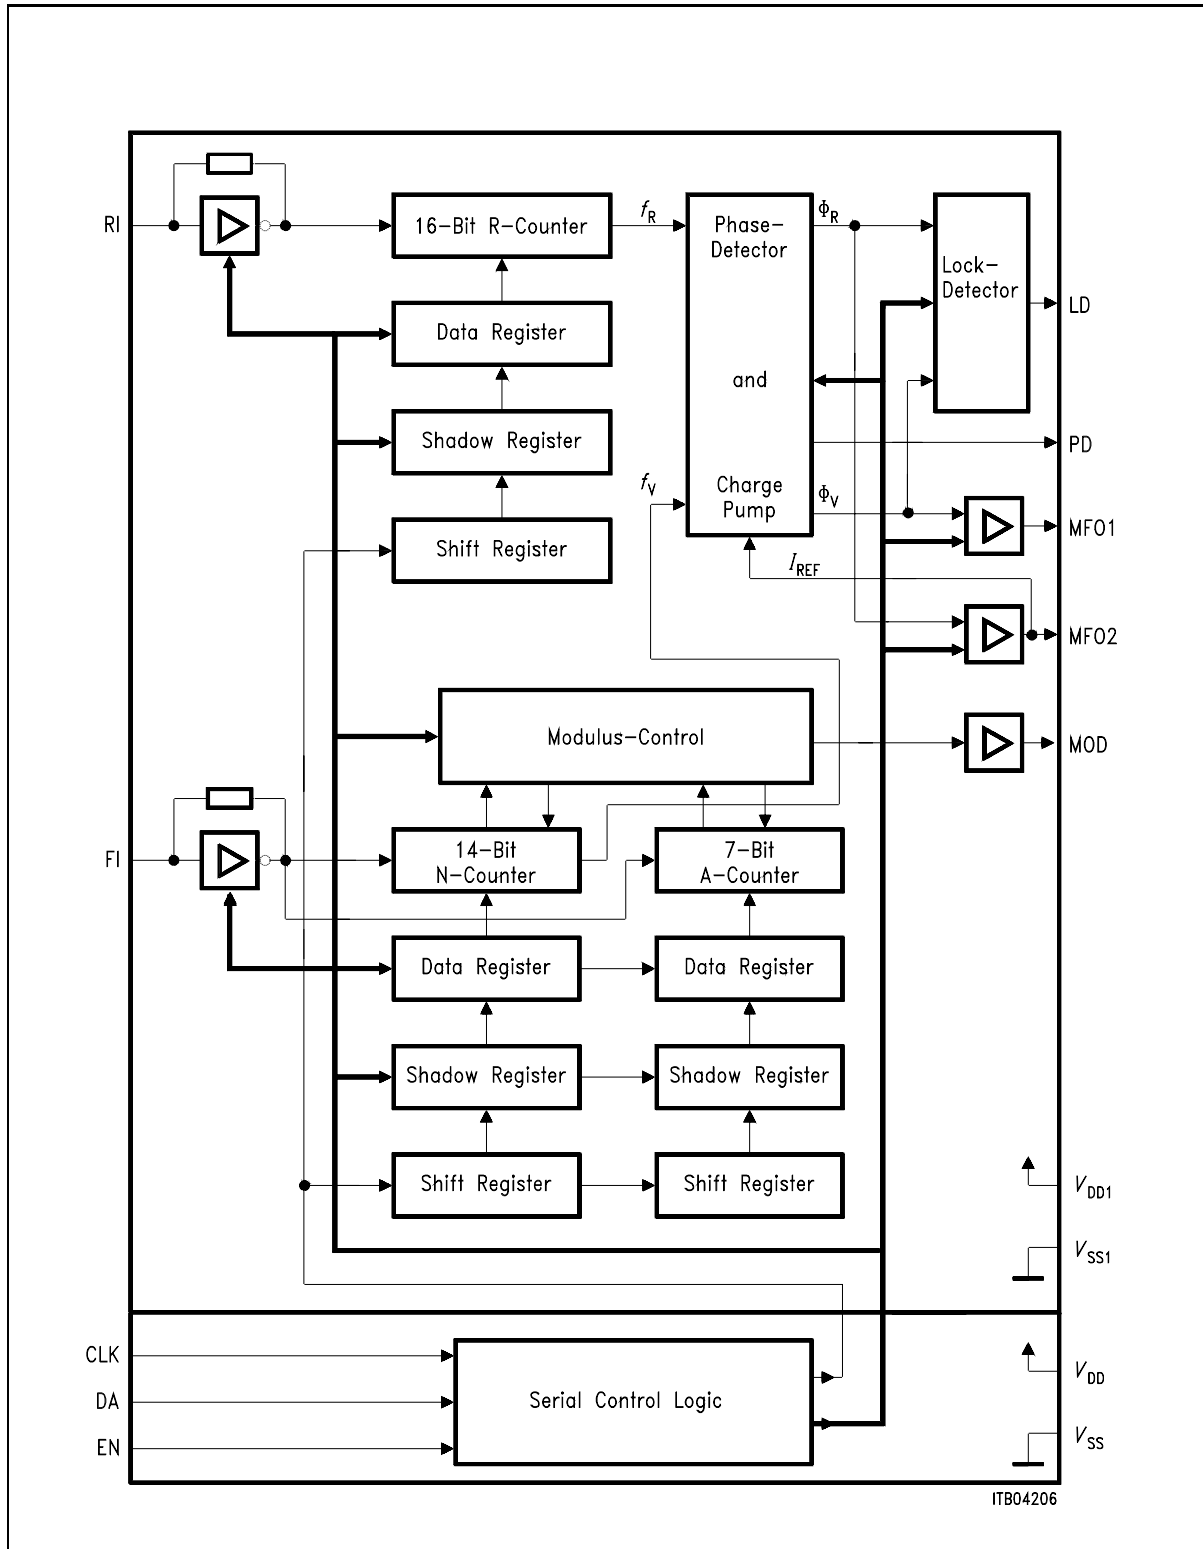 RI
16-Bit R-Counter
f_R
Phase-
Detector
and
Charge
Pump
Φ_R
Lock-
Detector
LD
Data Register
Shadow Register
PD
f_V
Φ_V
Shift Register
MFO1
I_REF
MFO2
Modulus-Control
MOD
FI
14-Bit
N-Counter
7-Bit
A-Counter
Data Register
Data Register
Shadow Register
Shadow Register
Shift Register
Shift Register
V_DD1
V_SS1
CLK
DA
EN
Serial Control Logic
V_DD
V_SS
ITB04206